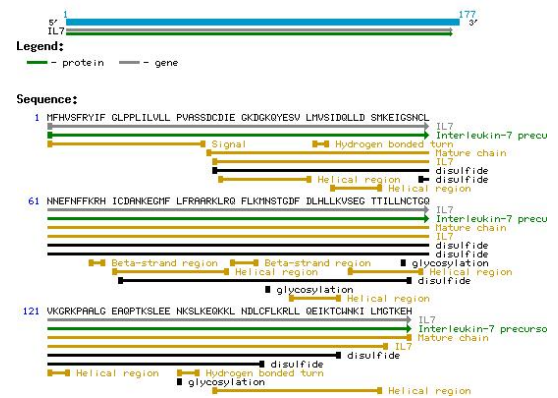 1 177
5′ 3′
IL7
Legend:
- protein - gene
Sequence:
1 MFHVSFRYIF GLPPLILVLL PVASSDCDIE GKDGKQYESV LMVSIDQLLD SMKEIGSNCL
IL7
Interleukin-7 precu
Signal Hydrogen bonded turn
Mature chain
IL7
disulfide
Helical region disulfide
Helical region
61 NNEFNFFKRH ICDANKEGMF LFRAARKLRQ FLKMNSTGDF DLHLLKVSEG TTILLNCTGQ
IL7
Interleukin-7 precu
Mature chain
IL7
disulfide
disulfide
Beta-strand region Beta-strand region glycosylation
Helical region Helical region
disulfide
glycosylation
Helical region
121 VKGRKPAALG EAQPTKSLEE NKSLKEQKKL NDLCFLKRLL QEIKTCWNKI LMGTKEH
IL7
Interleukin-7 precurso
Mature chain
IL7
disulfide
disulfide
Helical region Hydrogen bonded turn
glycosylation
Helical region